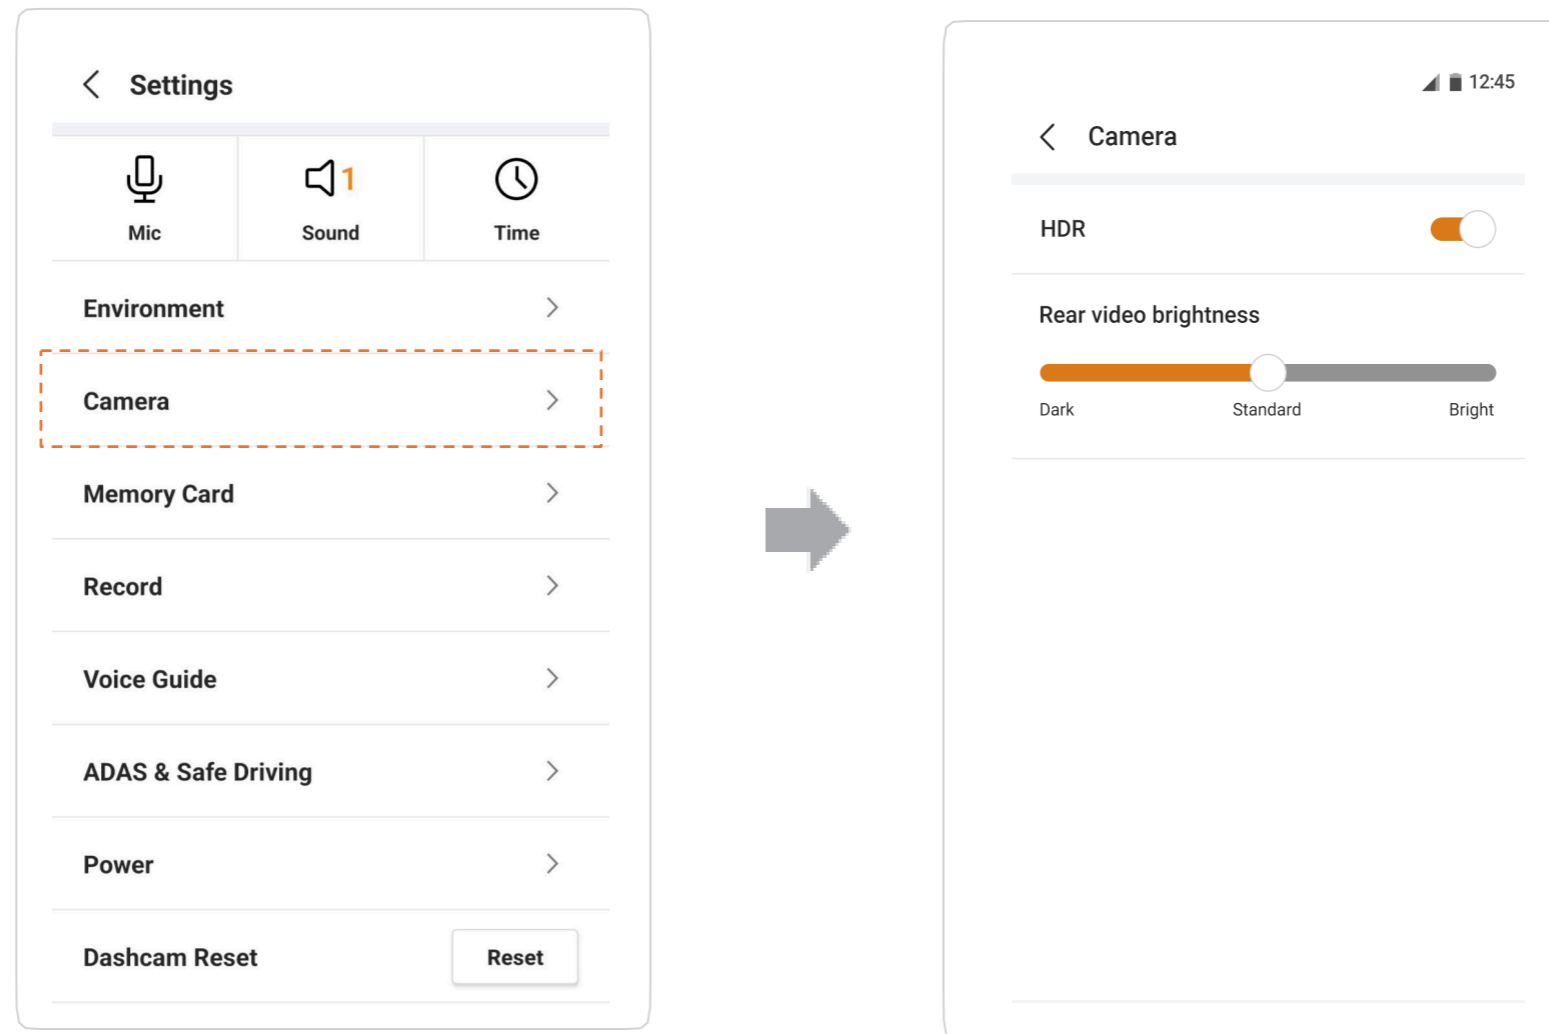 Settings
1
Mic
Sound
Time
Environment
Camera
Memory Card
Record
Voice Guide
ADAS & Safe Driving
Power
Dashcam Reset
Reset
12:45
Camera
HDR
Rear video brightness
Dark
Standard
Bright